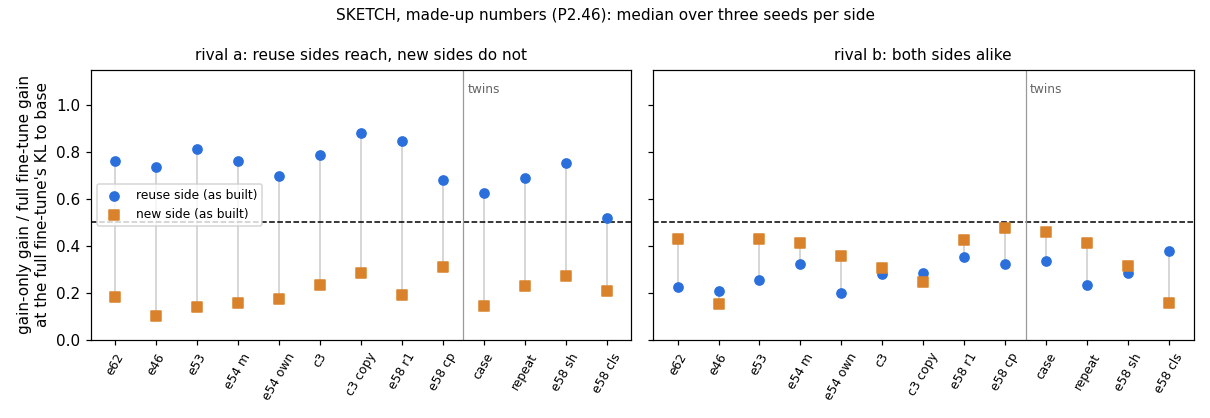 SKETCH, made-up numbers (P2.46): median over three seeds per side
rival a: reuse sides reach, new sides do not
rival b: both sides alike
gain-only gain / full fine-tune gain
at the full fine-tune's KL to base
1.0
0.8
0.6
0.4
0.2
0.0
twins
reuse side (as built)
new side (as built)
e62
e46
e53
e54 m
e54 own
c3
c3 copy
e58 r1
e58 cp
case
repeat
e58 sh
e58 cls
twins
e62
e46
e53
e54 m
e54 own
c3
c3 copy
e58 r1
e58 cp
case
repeat
e58 sh
e58 cls